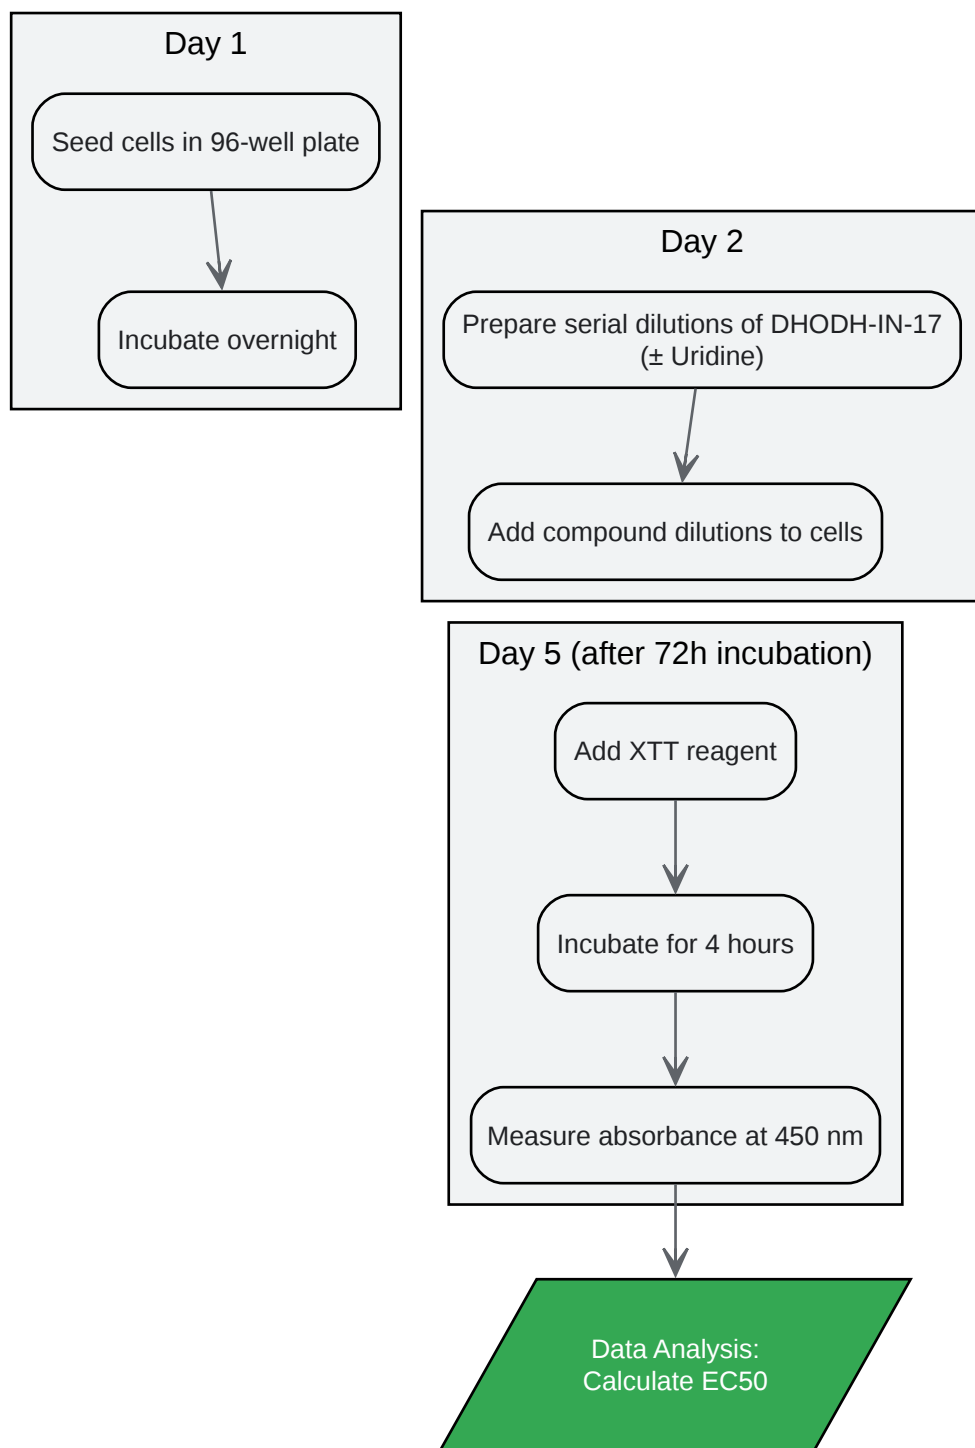 Day 1
Seed cells in 96-well plate
Incubate overnight
Day 2
Prepare serial dilutions of DHODH-IN-17
(± Uridine)
Add compound dilutions to cells
Day 5 (after 72h incubation)
Add XTT reagent
Incubate for 4 hours
Measure absorbance at 450 nm
Data Analysis:
Calculate EC50